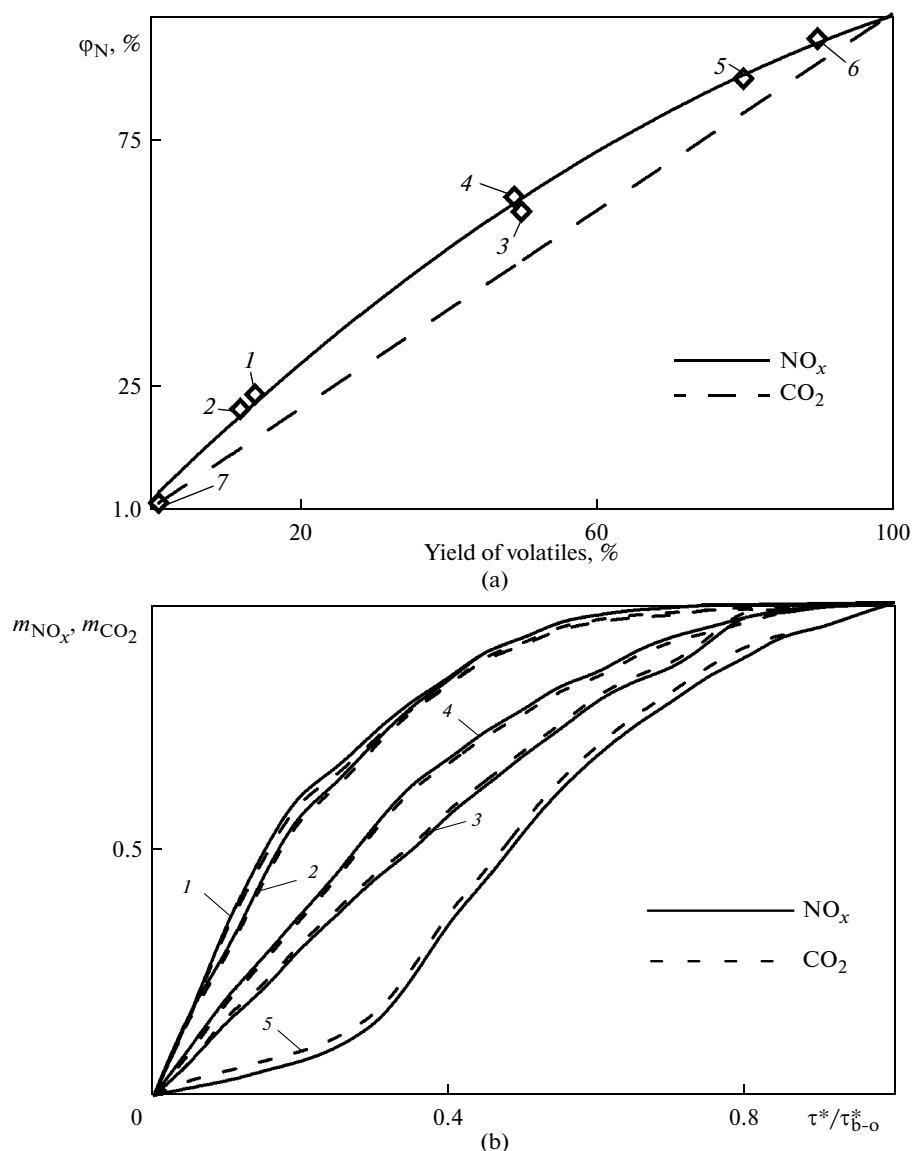 φN, %
75
25
1.0
1
2
3
4
5
6
7
NOx
CO2
20
60
100
Yield of volatiles, %
(a)
mNOx, mCO2
0.5
1
2
3
4
5
NOx
CO2
0
0.4
0.8
τ*/τ*b-o
(b)